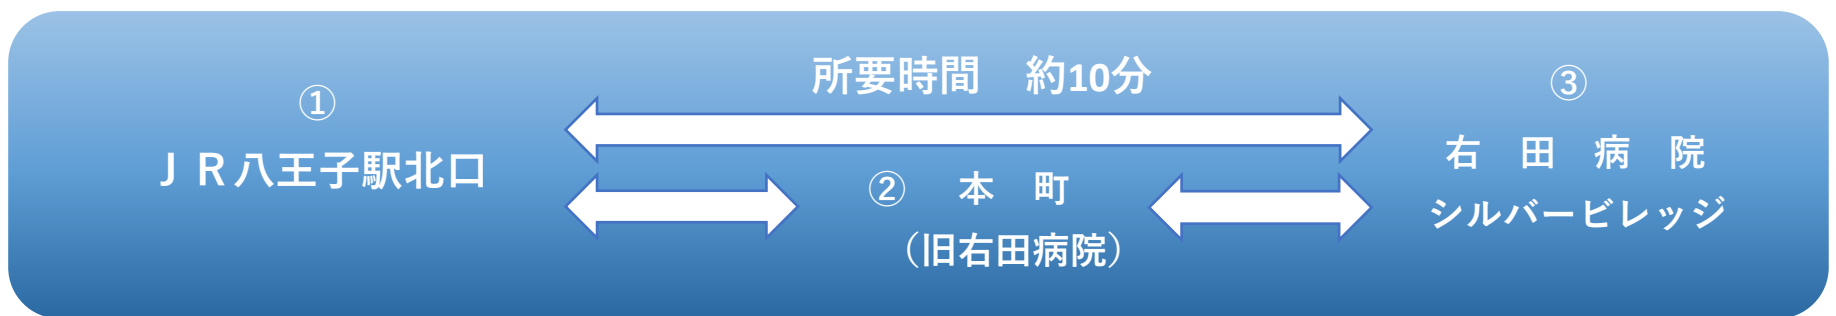 所要時間　約10分
①
ＪＲ八王子駅北口
②　本　町
（旧右田病院）
③
右　田　病　院
シルバービレッジ